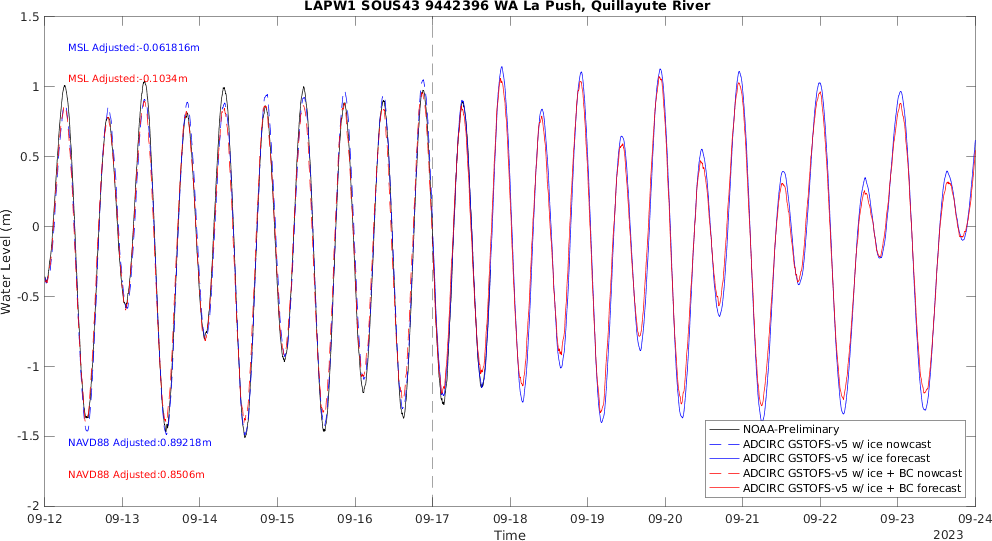 LAPW1 SOUS43 9442396 WA La Push, Quillayute River
1.5
1
0.5
0
-0.5
-1
-1.5
-2
Water Level (m)
MSL Adjusted:-0.061816m
MSL Adjusted:-0.1034m
NAVD88 Adjusted:0.89218m
NAVD88 Adjusted:0.8506m
NOAA-Preliminary
ADCIRC GSTOFS-v5 w/ ice nowcast
ADCIRC GSTOFS-v5 w/ ice forecast
ADCIRC GSTOFS-v5 w/ ice + BC nowcast
ADCIRC GSTOFS-v5 w/ ice + BC forecast
09-12 09-13 09-14 09-15 09-16 09-17 09-18 09-19 09-20 09-21 09-22 09-23 09-24
Time
2023